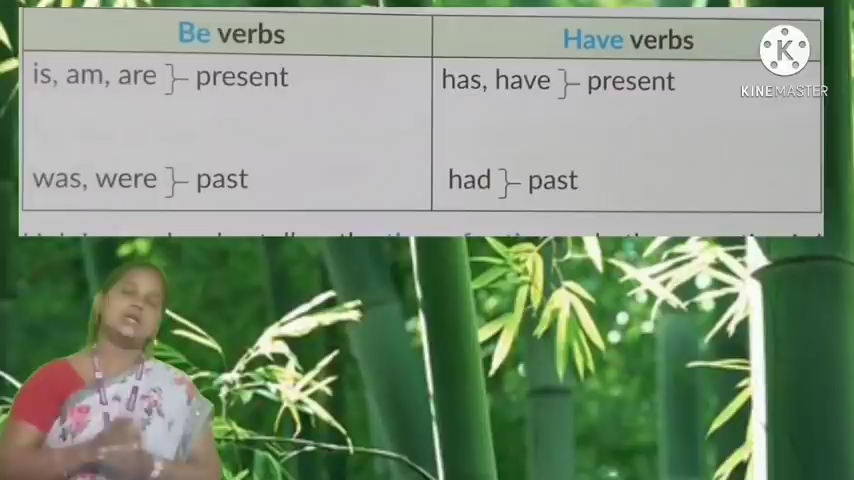 Be verbs
Have verbs
is, am, are }- present
has, have }- present
was, were }- past
had }- past
K
KINEMASTER